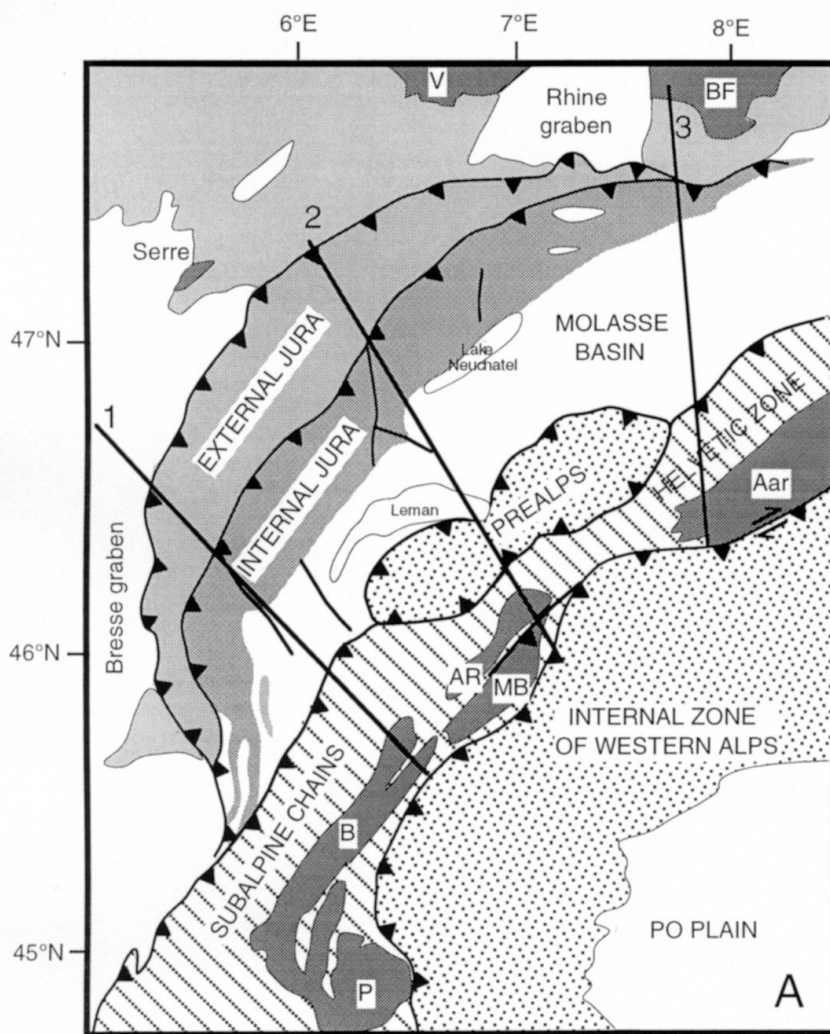 6°E
7°E
8°E
V
Rhine
graben
BF
3
2
Serre
47°N
MOLASSE
BASIN
Lake
Neuchatel
EXTERNAL JURA
1
INTERNAL JURA
HELVETIC ZONE
Aar
PREALPS
Leman
Bresse graben
46°N
AR
MB
INTERNAL ZONE
OF WESTERN ALPS.
SUBALPINE CHAINS
B
45°N
PO PLAIN
P
A